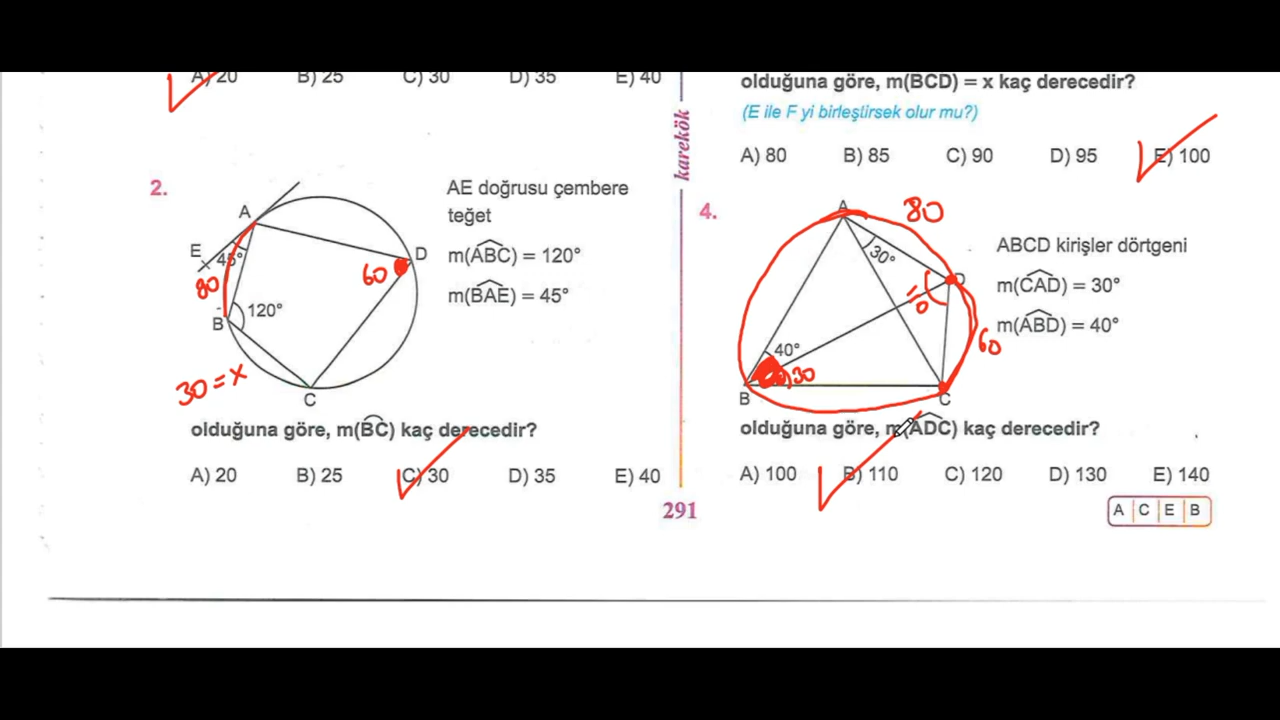 A) 20 B) 25 C) 30 D) 35 E) 40
2.
AE doğrusu çembere
teğet
m(ABC) = 120°
m(BAE) = 45°
A
E
45°
80
B
120°
60
D
30 = x
C
olduğuna göre, m(BC) kaç derecedir?
A) 20 B) 25 C) 30 D) 35 E) 40
karekök
291
olduğuna göre, m(BCD) = x kaç derecedir?
(E ile F yi birleştirsek olur mu?)
A) 80 B) 85 C) 90 D) 95 E) 100
4.
A
80
30°
D
110
60
40°
30
B
C
ABCD kirişler dörtgeni
m(CAD) = 30°
m(ABD) = 40°
olduğuna göre, m(ADC) kaç derecedir?
A) 100 B) 110 C) 120 D) 130 E) 140
A C E B